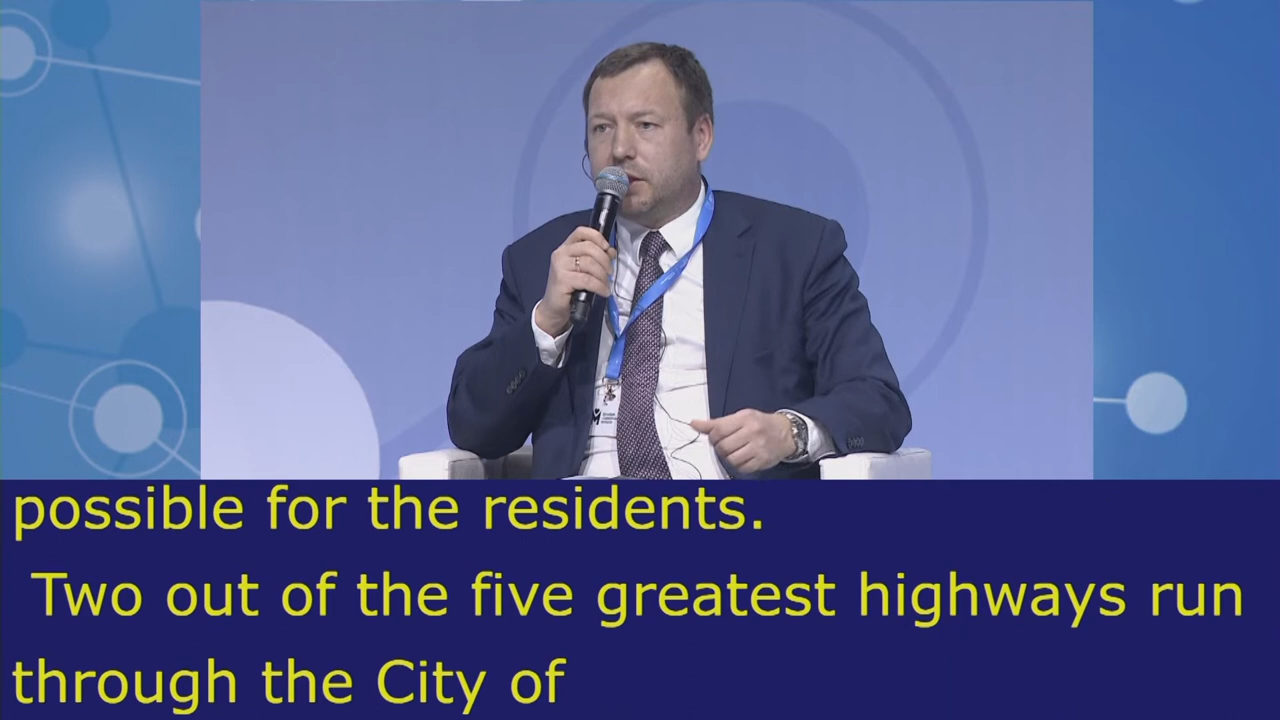 possible for the residents.
Two out of the five greatest highways run
through the City of